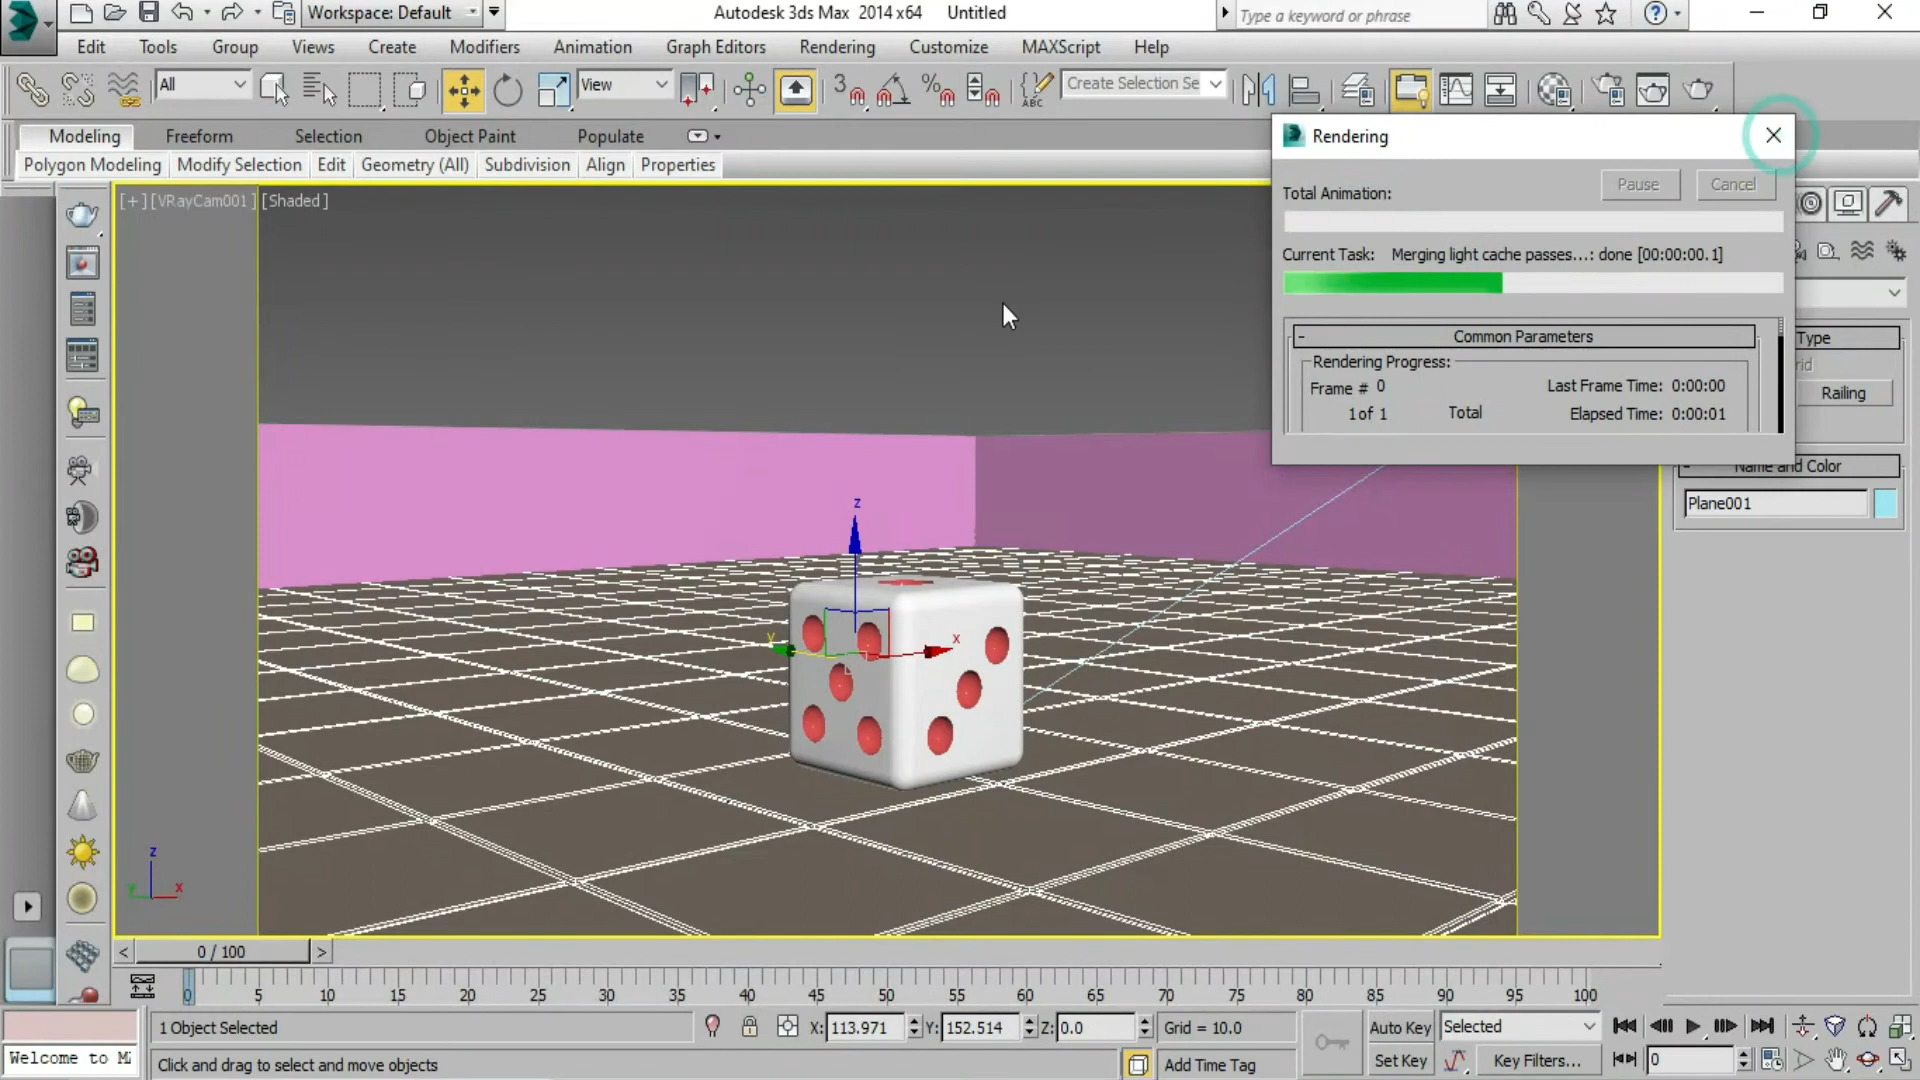 Workspace: Default
Autodesk 3ds Max 2014 x64 Untitled
Type a keyword or phrase
Edit Tools Group Views Create Modifiers Animation Graph Editors Rendering Customize MAXScript Help
All
View
3
%
ABC
Create Selection Se
Modeling Freeform Selection Object Paint Populate
Polygon Modeling Modify Selection Edit Geometry (All) Subdivision Align Properties
[+][VRayCam001][Shaded]
Rendering
Pause Cancel
Total Animation:
Current Task: Merging light cache passes...: done [00:00:00.1]
- Common Parameters
Rendering Progress:
Frame # 0 Last Frame Time: 0:00:00
1 of 1 Total Elapsed Time: 0:00:01
Type
Railing
- Name and Color
Plane001
z
y
x
z
y x
< 0 / 100 >
0 5 10 15 20 25 30 35 40 45 50 55 60 65 70 75 80 85 90 95 100
1 Object Selected X: 113.971 Y: 152.514 Z: 0.0 Grid = 10.0 Auto Key Selected
Welcome to M Click and drag to select and move objects Add Time Tag Set Key Key Filters... 0